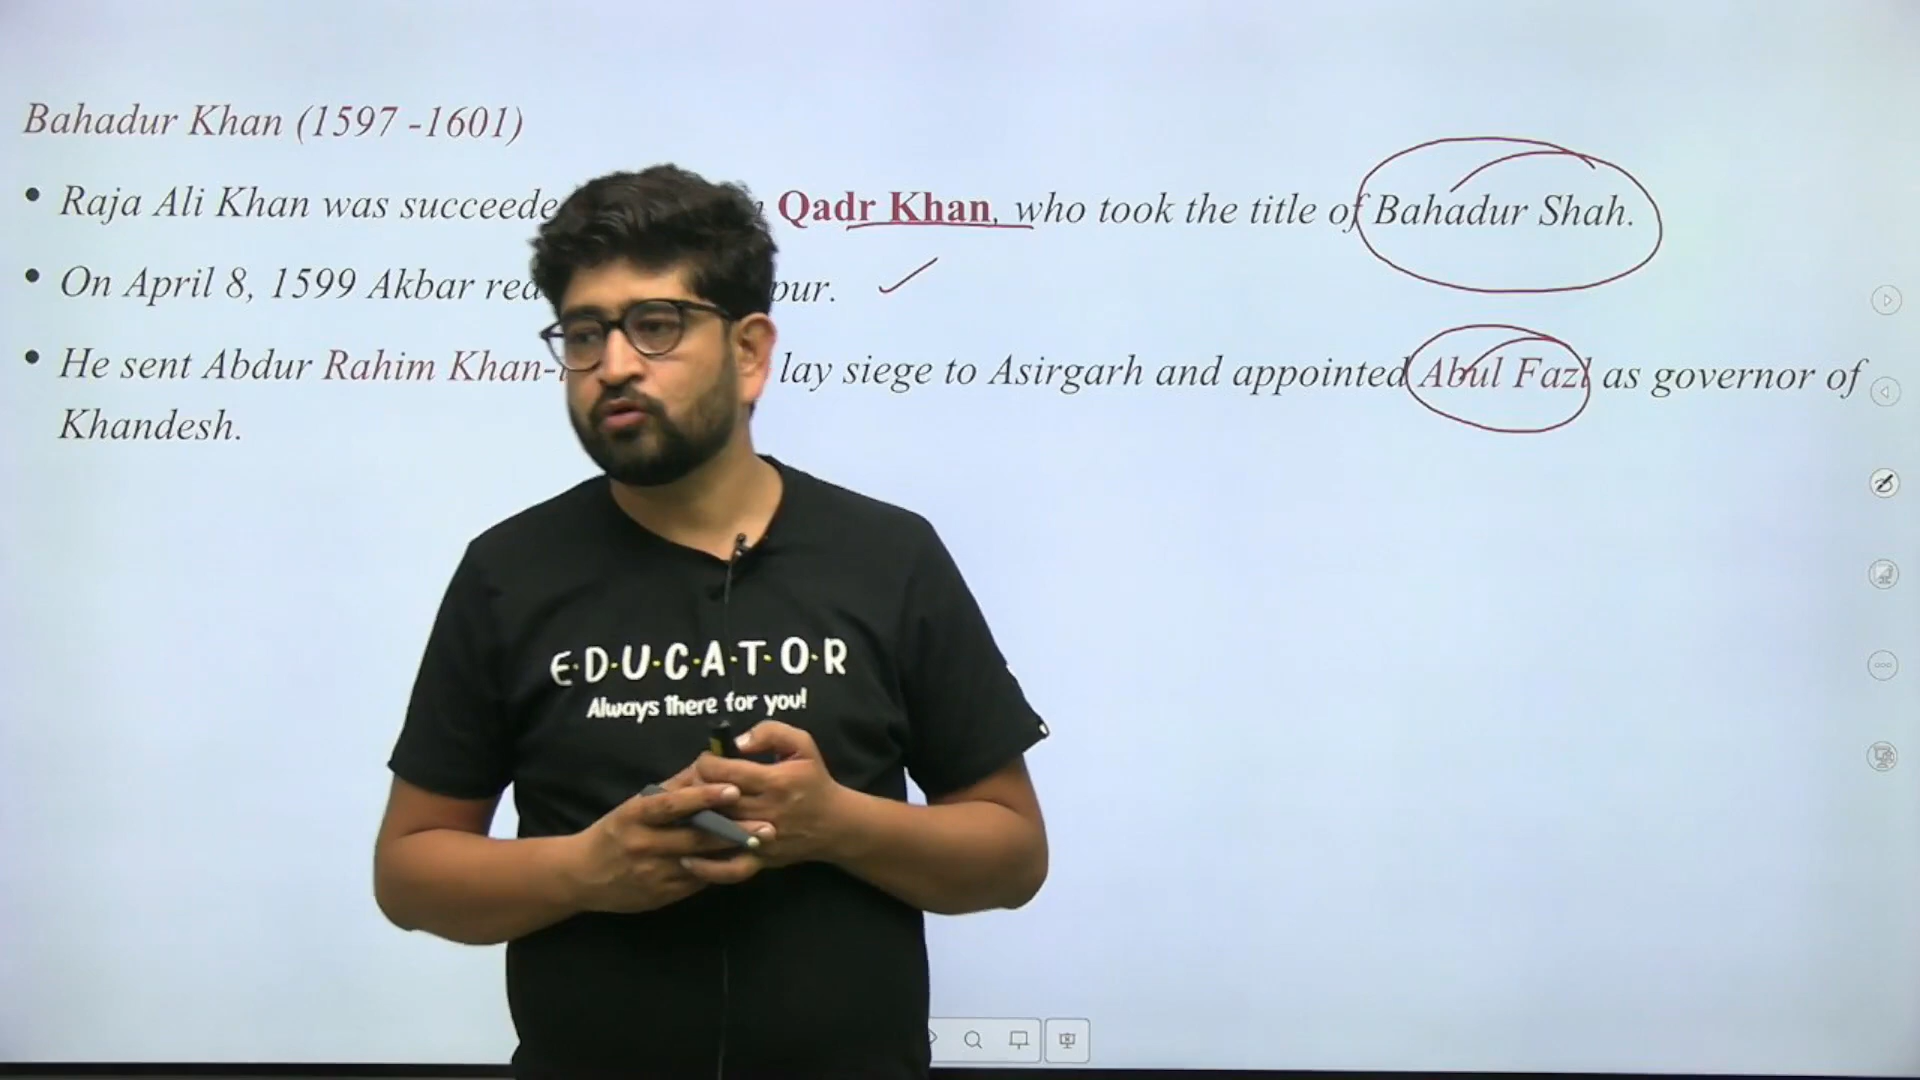 Bahadur Khan (1597 -1601)
• Raja Ali Khan was succeede Qadr Khan, who took the title of Bahadur Shah.
• On April 8, 1599 Akbar rea pur.
• He sent Abdur Rahim Khan- lay siege to Asirgarh and appointed Abul Fazl as governor of
Khandesh.
E·D·U·C·A·T·O·R
Always there for you!